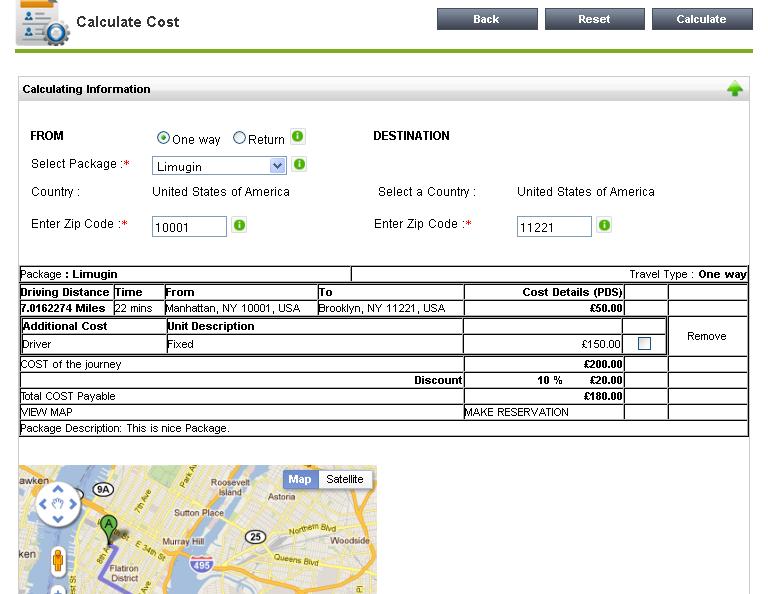 Calculate Cost
Back Reset Calculate
Calculating Information
FROM One way Return DESTINATION
Select Package :* Limugin
Country : United States of America Select a Country : United States of America
Enter Zip Code :* 10001 Enter Zip Code :* 11221
Package : Limugin Travel Type : One way
Driving Distance Time From To Cost Details (PDS)
7.0162274 Miles 22 mins Manhattan, NY 10001, USA Brooklyn, NY 11221, USA £50.00
Additional Cost Unit Description
Driver Fixed £150.00
Remove
COST of the journey £200.00
Discount 10 % £20.00
Total COST Payable £180.00
VIEW MAP MAKE RESERVATION
Package Description: This is nice Package.
Map Satellite
awken
9A
7th Ave
Park Av
Roosevelt
Island
Astoria
Sutton Place
A
8th Ave
E 34th St
Murray Hill
25
Northern Blvd
Woodside
ken
Flatiron
District
495
Queens Blvd